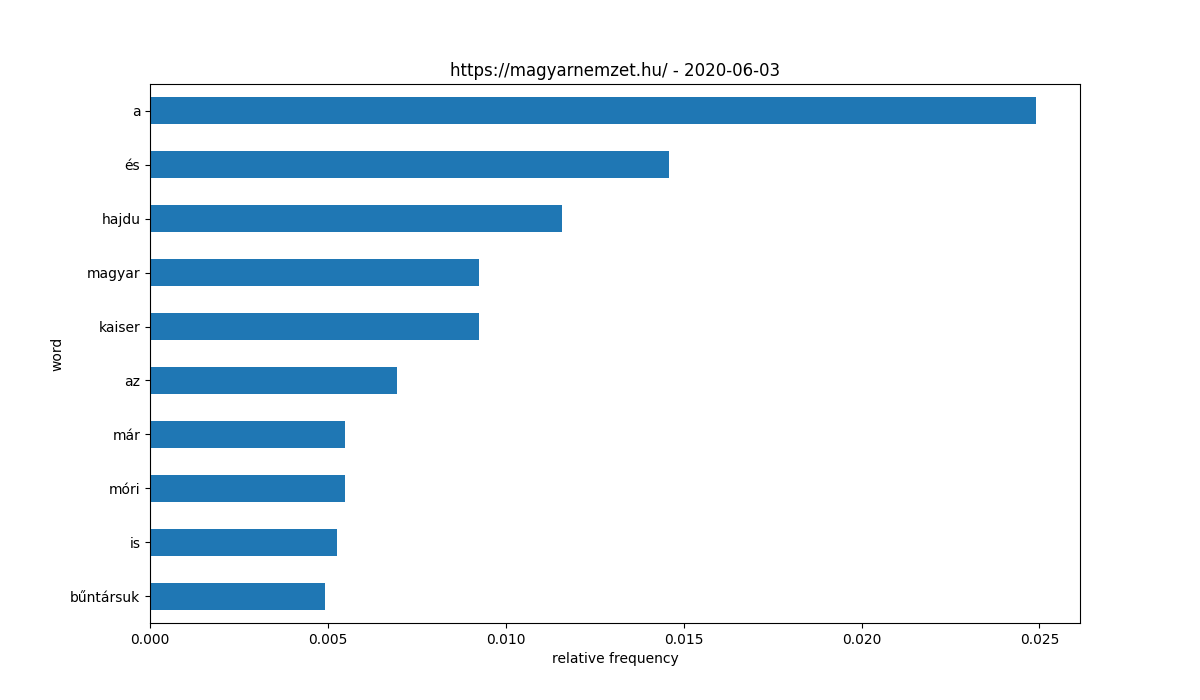 https://magyarnemzet.hu/ - 2020-06-03
a
és
hajdu
magyar
kaiser
az
már
móri
is
bűntársuk
word
0.000 0.005 0.010 0.015 0.020 0.025
relative frequency